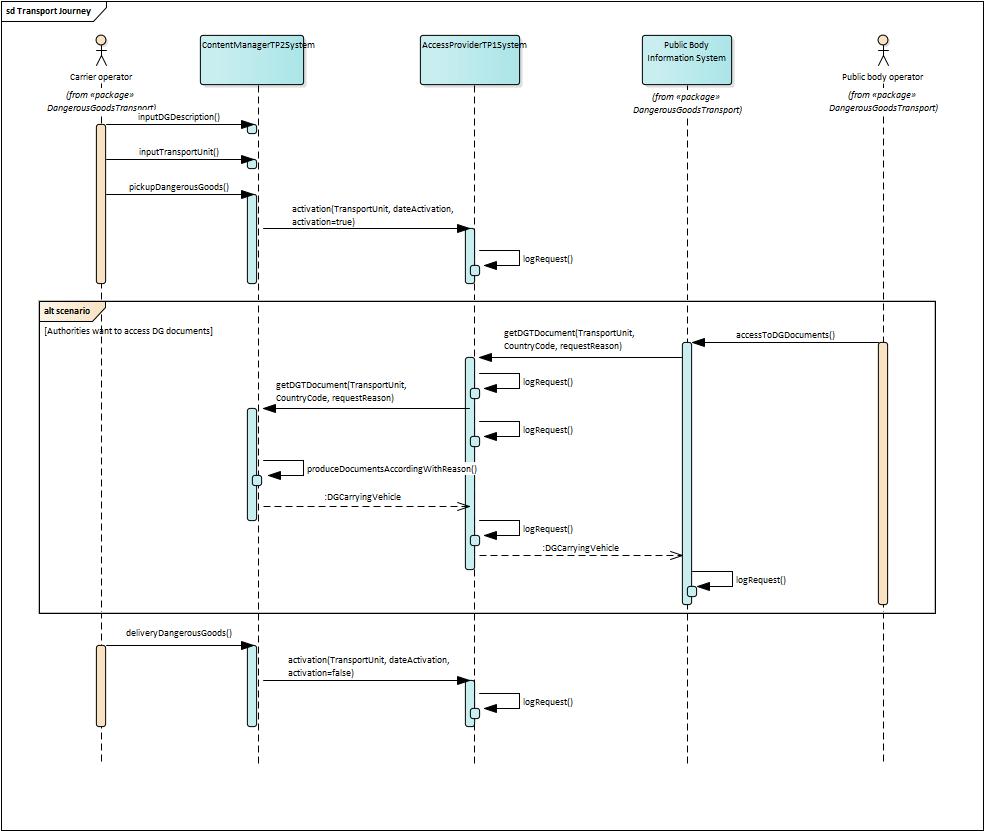 sd Transport Journey
ContentManagerTP2System
AccessProviderTP1System
Public Body
Information System
Carrier operator
Public body operator
(from «package»
DangerousGoodsTransport)
(from «package»
DangerousGoodsTransport)
(from «package»
DangerousGoodsTransport)
inputDGDescription()
inputTransportUnit()
pickupDangerousGoods()
activation(TransportUnit, dateActivation,
activation=true)
logRequest()
alt scenario
[Authorities want to access DG documents]
accessToDGDocuments()
getDGTDocument(TransportUnit,
CountryCode, requestReason)
logRequest()
getDGTDocument(TransportUnit,
CountryCode, requestReason)
logRequest()
produceDocumentsAccordingWithReason()
:DGCarryingVehicle
logRequest()
:DGCarryingVehicle
logRequest()
deliveryDangerousGoods()
activation(TransportUnit, dateActivation,
activation=false)
logRequest()